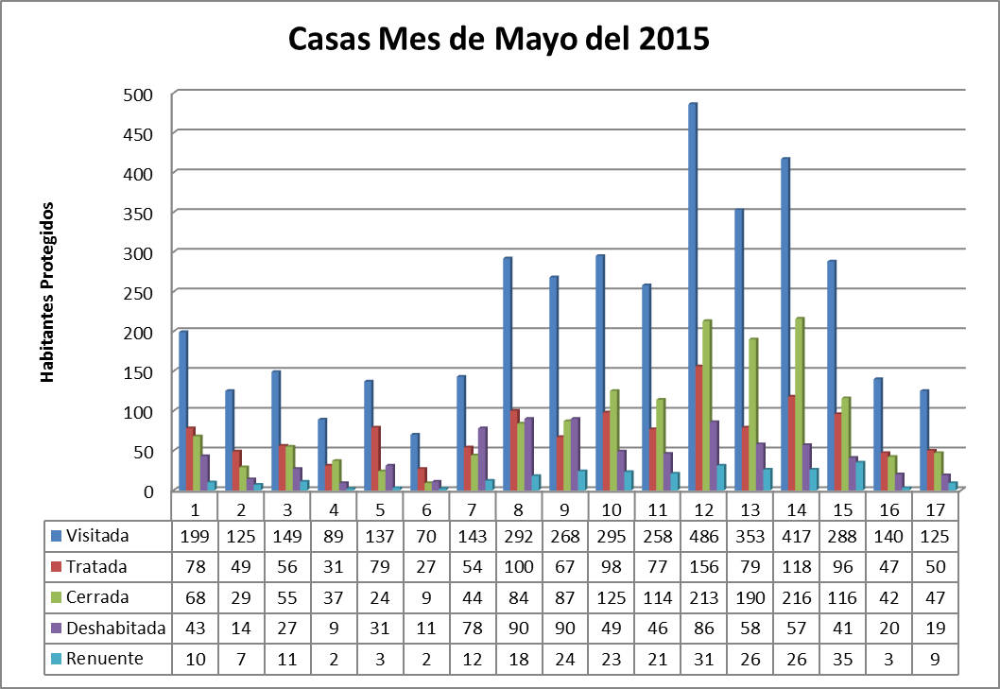 Casas Mes de Mayo del 2015
Habitantes Protegidos
500
450
400
350
300
250
200
150
100
50
0
1 2 3 4 5 6 7 8 9 10 11 12 13 14 15 16 17
Visitada 199 125 149 89 137 70 143 292 268 295 258 486 353 417 288 140 125
Tratada 78 49 56 31 79 27 54 100 67 98 77 156 79 118 96 47 50
Cerrada 68 29 55 37 24 9 44 84 87 125 114 213 190 216 116 42 47
Deshabitada 43 14 27 9 31 11 78 90 90 49 46 86 58 57 41 20 19
Renuente 10 7 11 2 3 2 12 18 24 23 21 31 26 26 35 3 9